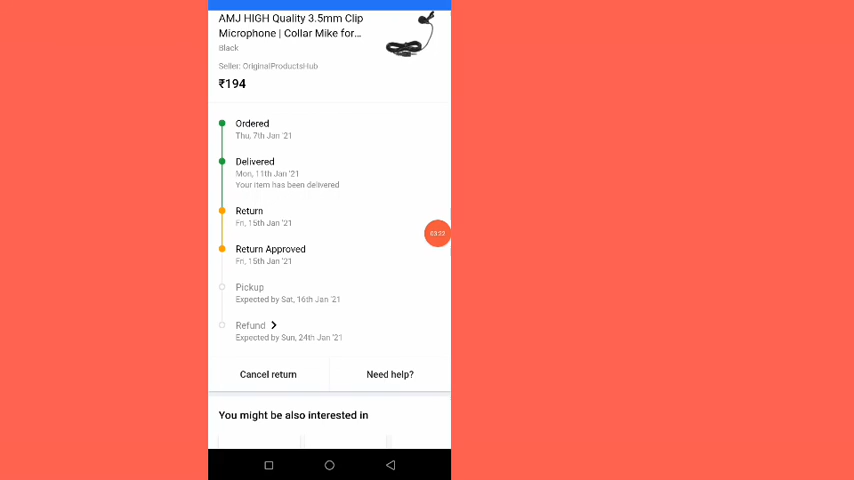 AMJ HIGH Quality 3.5mm Clip
Microphone | Collar Mike for...
Black
Seller: OriginalProductsHub
₹194
Ordered
Thu, 7th Jan '21
Delivered
Mon, 11th Jan '21
Your item has been delivered
Return
Fri, 15th Jan '21
03:22
Return Approved
Fri, 15th Jan '21
Pickup
Expected by Sat, 16th Jan '21
Refund
Expected by Sun, 24th Jan '21
Cancel return
Need help?
You might be also interested in